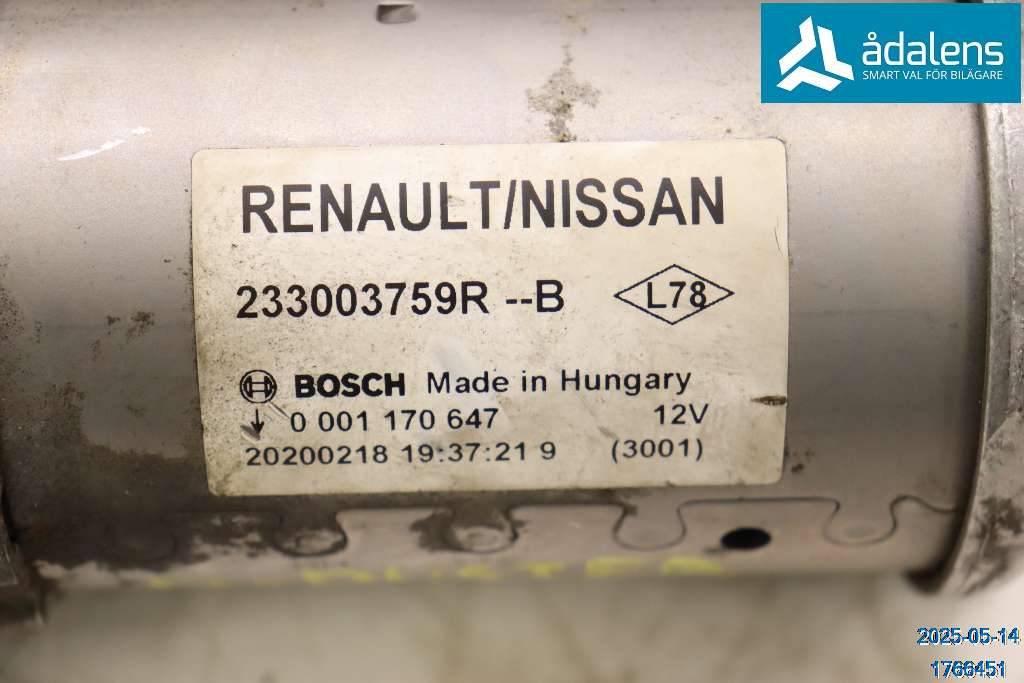 ådalens
SMART VAL FÖR BILÄGARE
RENAULT/NISSAN
233003759R --B
L78
BOSCH Made in Hungary
0 001 170 647 12V
20200218 19:37:21 9 (3001)
2025-05-14
1766451